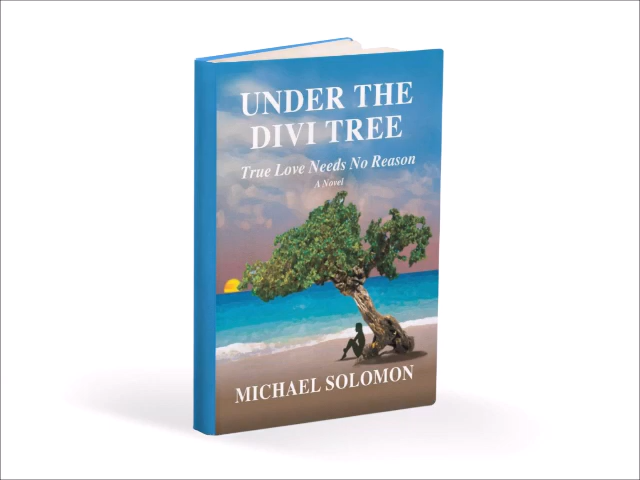 UNDER THE
DIVI TREE
True Love Needs No Reason
A Novel
MICHAEL SOLOMON